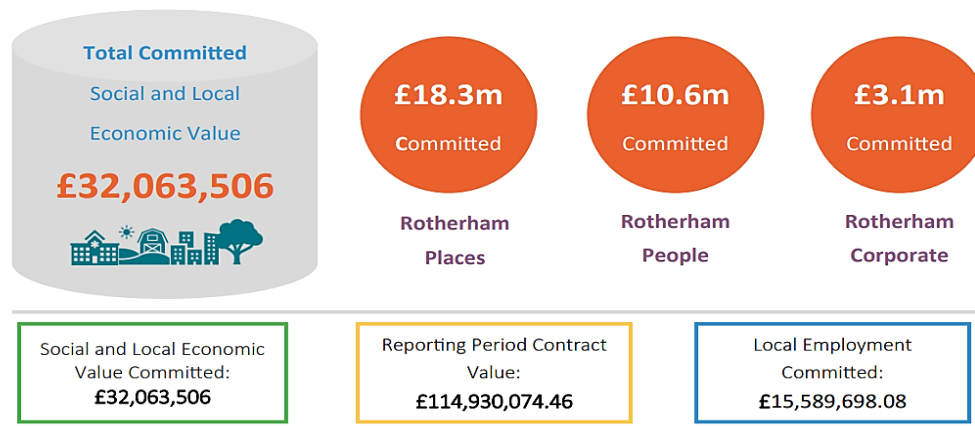 Total Committed
Social and Local
Economic Value
£32,063,506
£18.3m
Committed
Rotherham
Places
£10.6m
Committed
Rotherham
People
£3.1m
Committed
Rotherham
Corporate
Social and Local Economic
Value Committed:
£32,063,506
Reporting Period Contract
Value:
£114,930,074.46
Local Employment
Committed:
£15,589,698.08